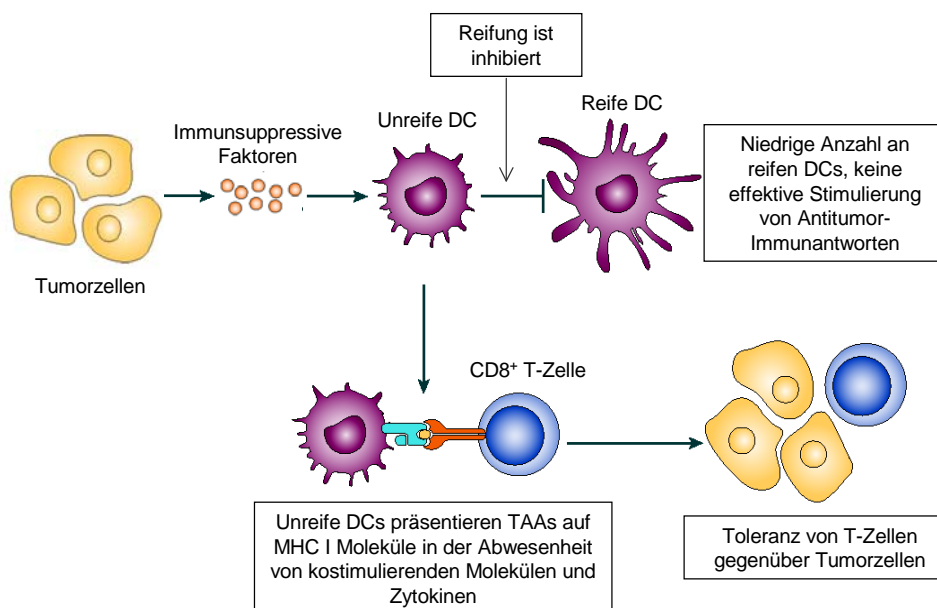 Reifung ist
inhibiert
Immunsuppressive
Faktoren
Unreife DC
Reife DC
Niedrige Anzahl an
reifen DCs, keine
effektive Stimulierung
von Antitumor-
Immunantworten
Tumorzellen
CD8⁺ T-Zelle
Unreife DCs präsentieren TAAs auf
MHC I Moleküle in der Abwesenheit
von kostimulierenden Molekülen und
Zytokinen
Toleranz von T-Zellen
gegenüber Tumorzellen